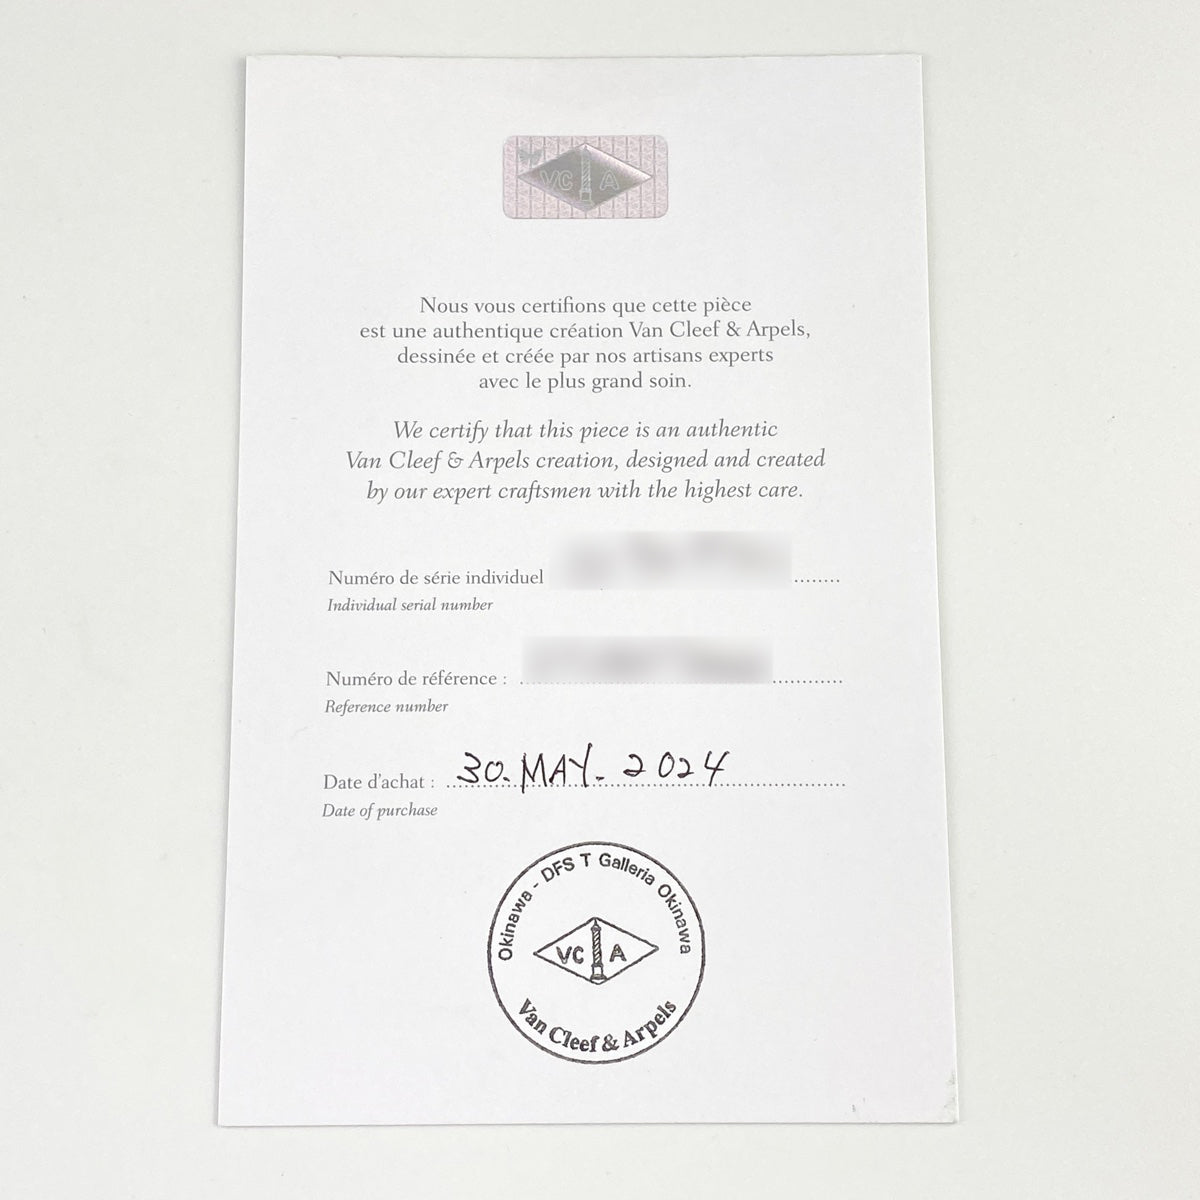 VC A
Nous vous certifions que cette pièce
est une authentique création Van Cleef & Arpels,
dessinée et créée par nos artisans experts
avec le plus grand soin.
We certify that this piece is an authentic
Van Cleef & Arpels creation, designed and created
by our expert craftsmen with the highest care.
Numéro de série individuel ........
Individual serial number
Numéro de référence : ............
Reference number
Date d'achat : 30. MAY. 2024
Date of purchase
Okinawa - DFS T Galleria Okinawa
VC A
Van Cleef & Arpels